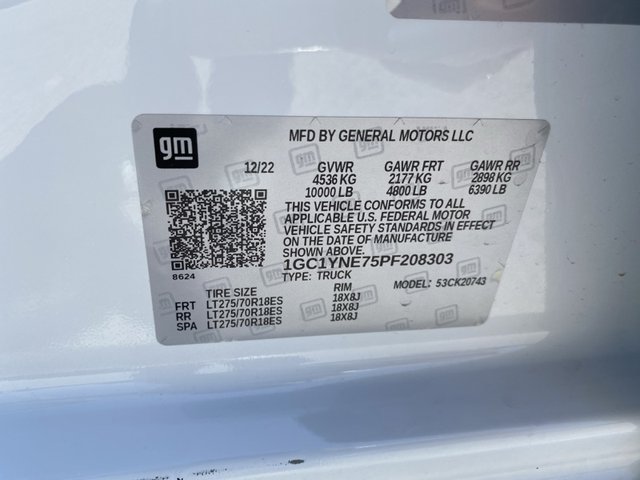 gm
MFD BY GENERAL MOTORS LLC
12/22 GVWR GAWR FRT GAWR RR
4536 KG 2177 KG 2898 KG
10000 LB 4800 LB 6390 LB
THIS VEHICLE CONFORMS TO ALL
APPLICABLE U.S. FEDERAL MOTOR
VEHICLE SAFETY STANDARDS IN EFFECT
ON THE DATE OF MANUFACTURE
SHOWN ABOVE.
8624
1GC1YNE75PF208303
TYPE: TRUCK MODEL: 53CK20743
TIRE SIZE RIM
FRT LT275/70R18ES 18X8J
RR LT275/70R18ES 18X8J
SPA LT275/70R18ES 18X8J